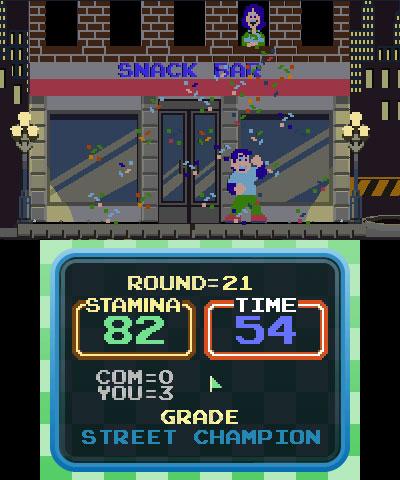 SNACK BAR
ROUND=21
STAMINA TIME
82 54
COM=0
YOU=3
GRADE
STREET CHAMPION